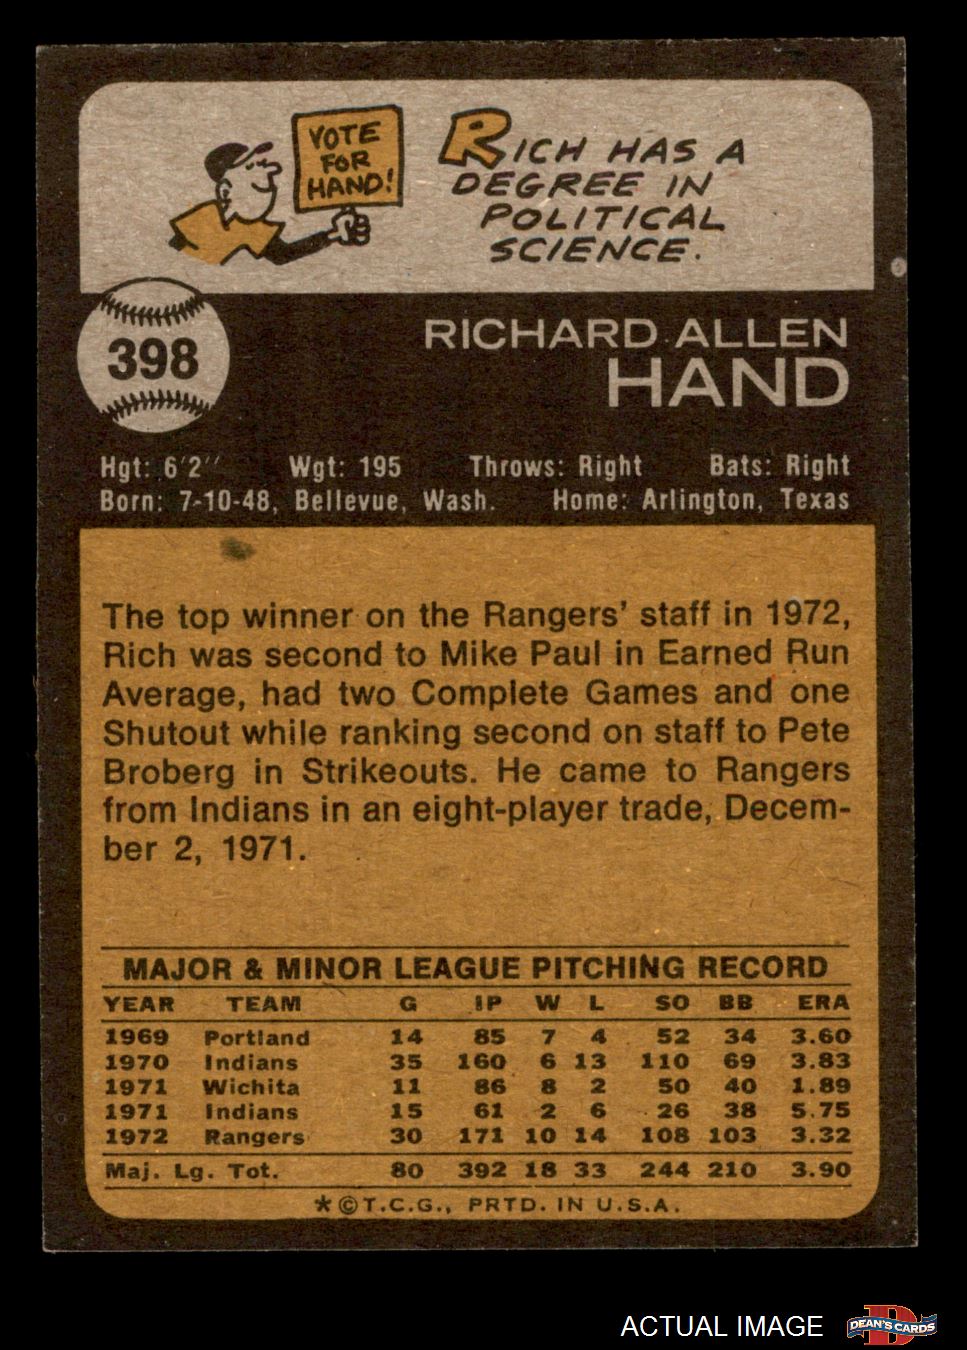 VOTE
FOR
HAND!
RICH HAS A
DEGREE IN
POLITICAL
SCIENCE.
398
RICHARD ALLEN
HAND
Hgt: 6'2'' Wgt: 195 Throws: Right Bats: Right
Born: 7-10-48, Bellevue, Wash. Home: Arlington, Texas
The top winner on the Rangers' staff in 1972,
Rich was second to Mike Paul in Earned Run
Average, had two Complete Games and one
Shutout while ranking second on staff to Pete
Broberg in Strikeouts. He came to Rangers
from Indians in an eight-player trade, Decem-
ber 2, 1971.
MAJOR & MINOR LEAGUE PITCHING RECORD
YEAR TEAM G IP W L SO BB ERA
1969 Portland 14 85 7 4 52 34 3.60
1970 Indians 35 160 6 13 110 69 3.83
1971 Wichita 11 86 8 2 50 40 1.89
1971 Indians 15 61 2 6 26 38 5.75
1972 Rangers 30 171 10 14 108 103 3.32
Maj. Lg. Tot. 80 392 18 33 244 210 3.90
*©T.C.G., PRTD. IN U.S.A.
ACTUAL IMAGE
D
DEAN'S CARDS